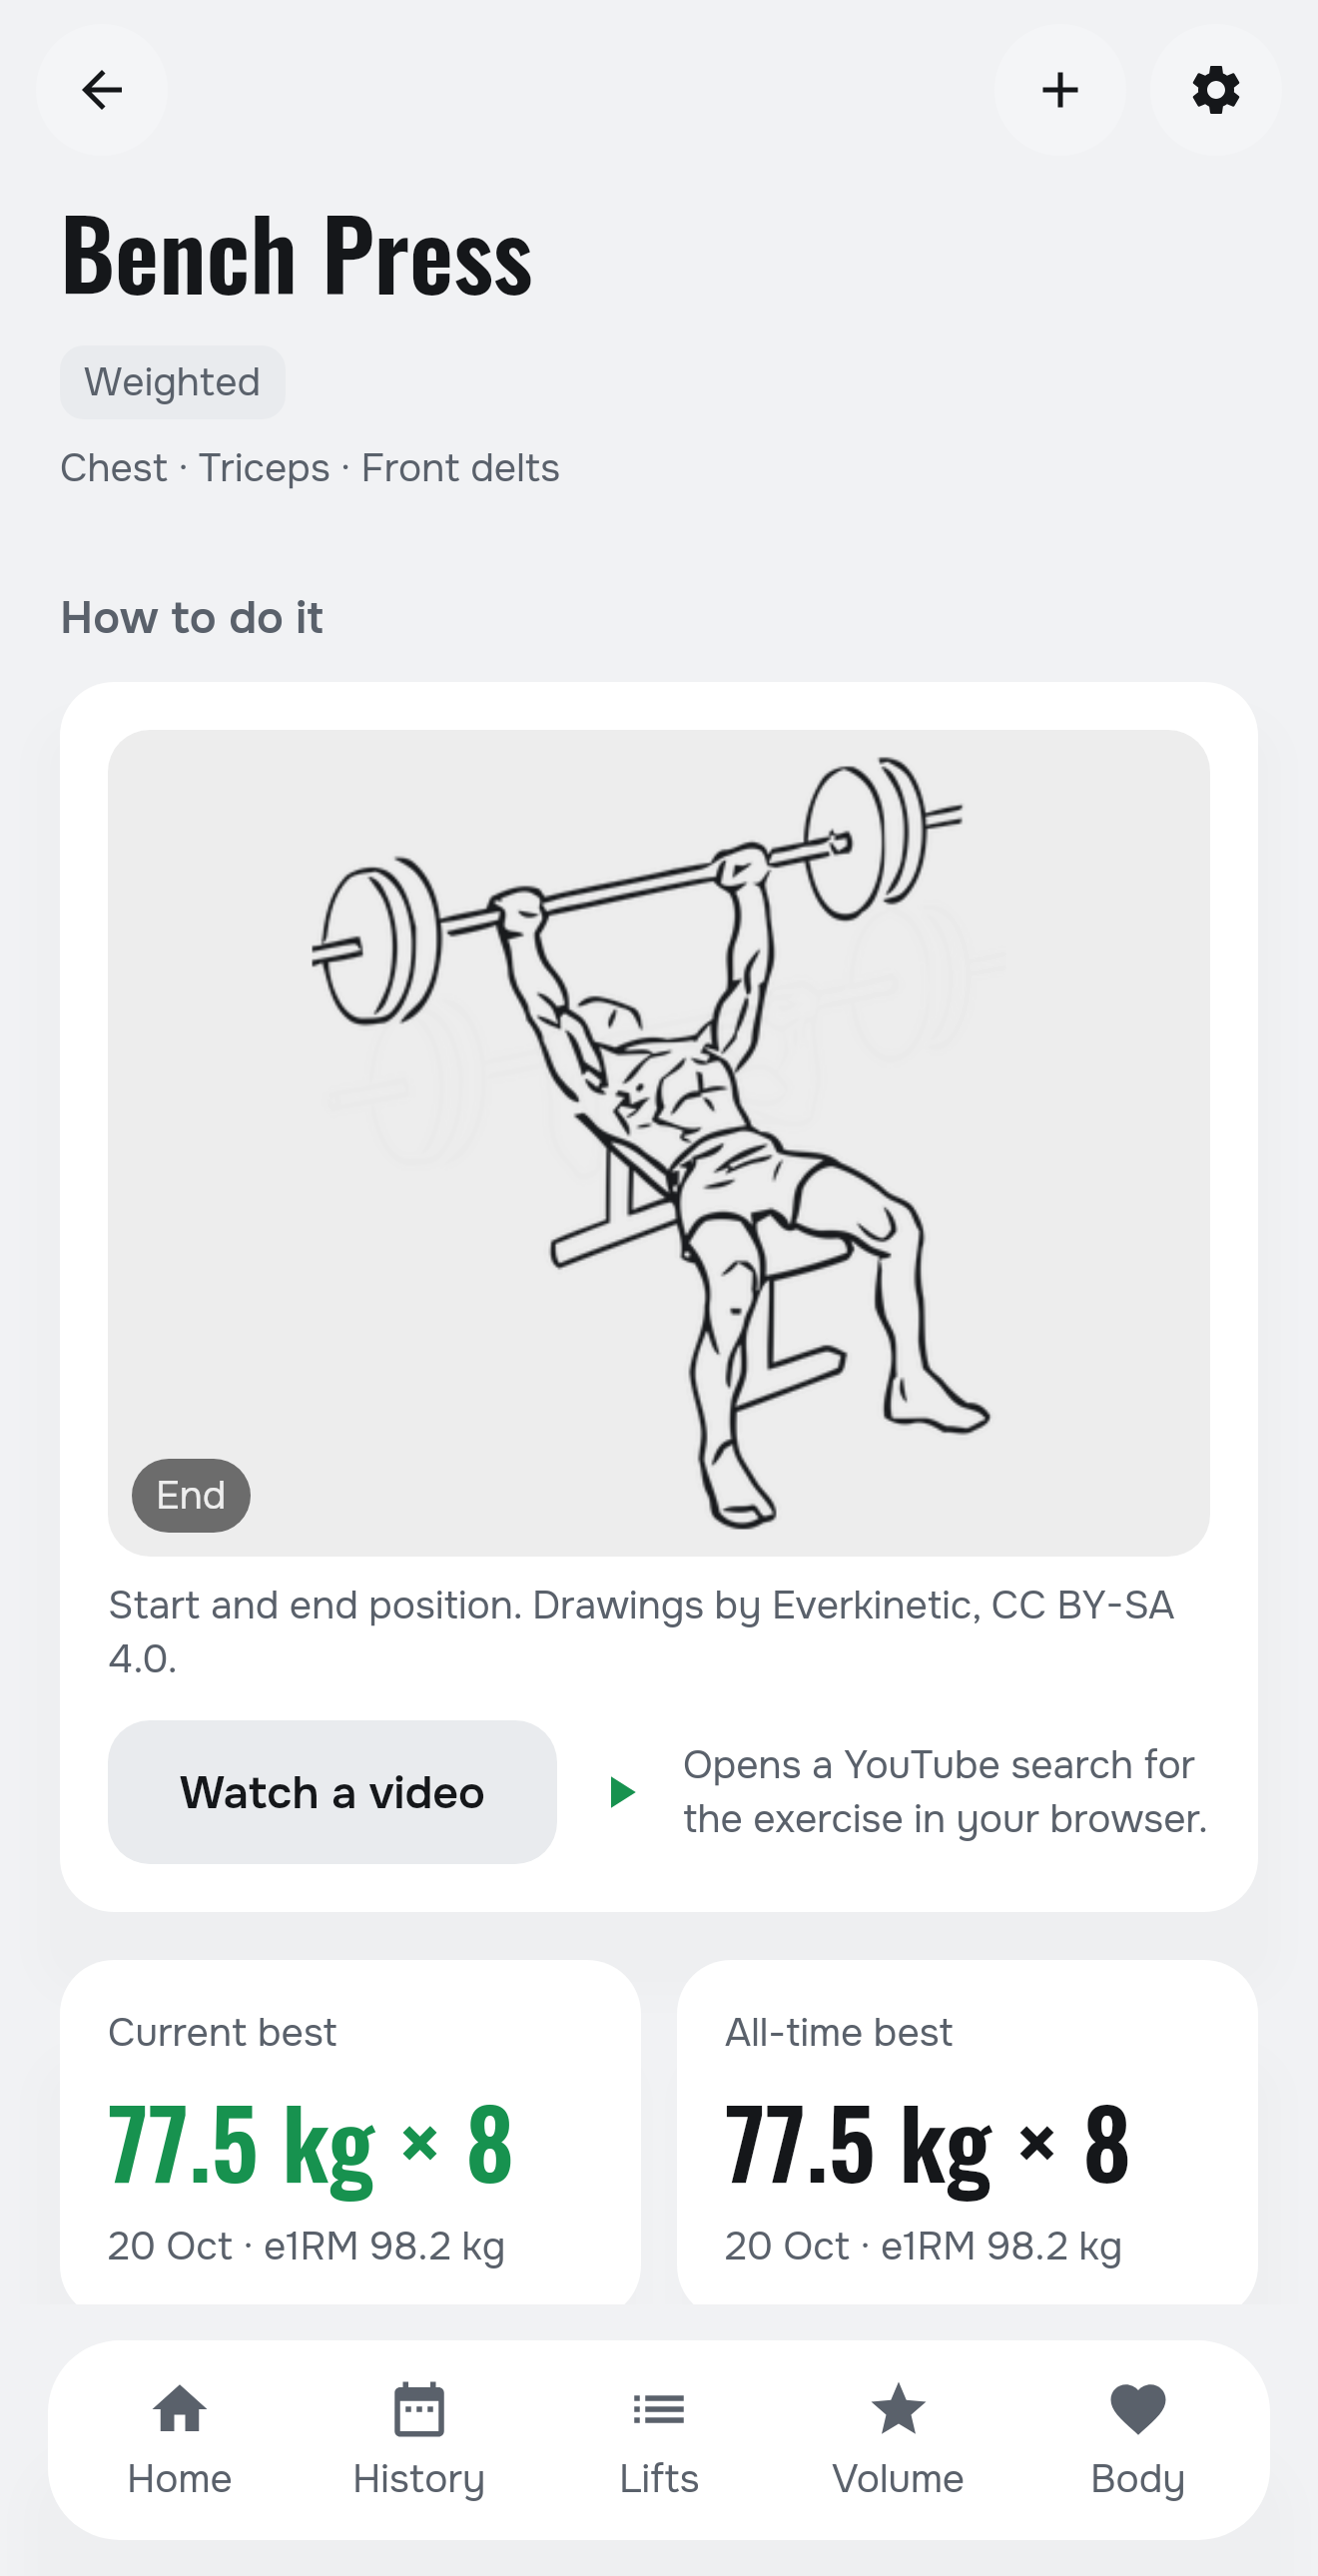 Bench Press
Weighted
Chest · Triceps · Front delts
How to do it
End
Start and end position. Drawings by Everkinetic, CC BY-SA
4.0.
Watch a video
Opens a YouTube search for
the exercise in your browser.
Current best
77.5 kg × 8
20 Oct · e1RM 98.2 kg
All-time best
77.5 kg × 8
20 Oct · e1RM 98.2 kg
Home
History
Lifts
Volume
Body